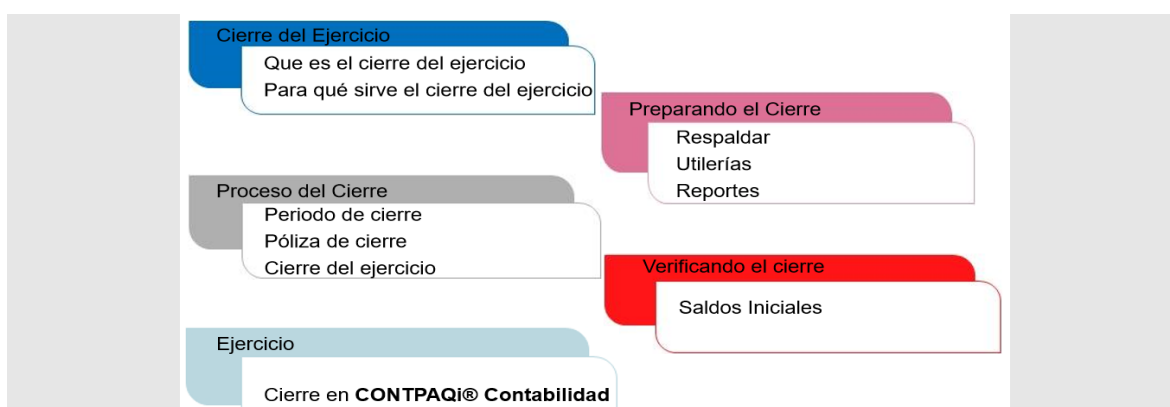 Cierre del Ejercicio
Que es el cierre del ejercicio
Para qué sirve el cierre del ejercicio
Preparando el Cierre
Respaldar
Utilerías
Reportes
Proceso del Cierre
Periodo de cierre
Póliza de cierre
Cierre del ejercicio
Verificando el cierre
Saldos Iniciales
Ejercicio
Cierre en CONTPAQi® Contabilidad